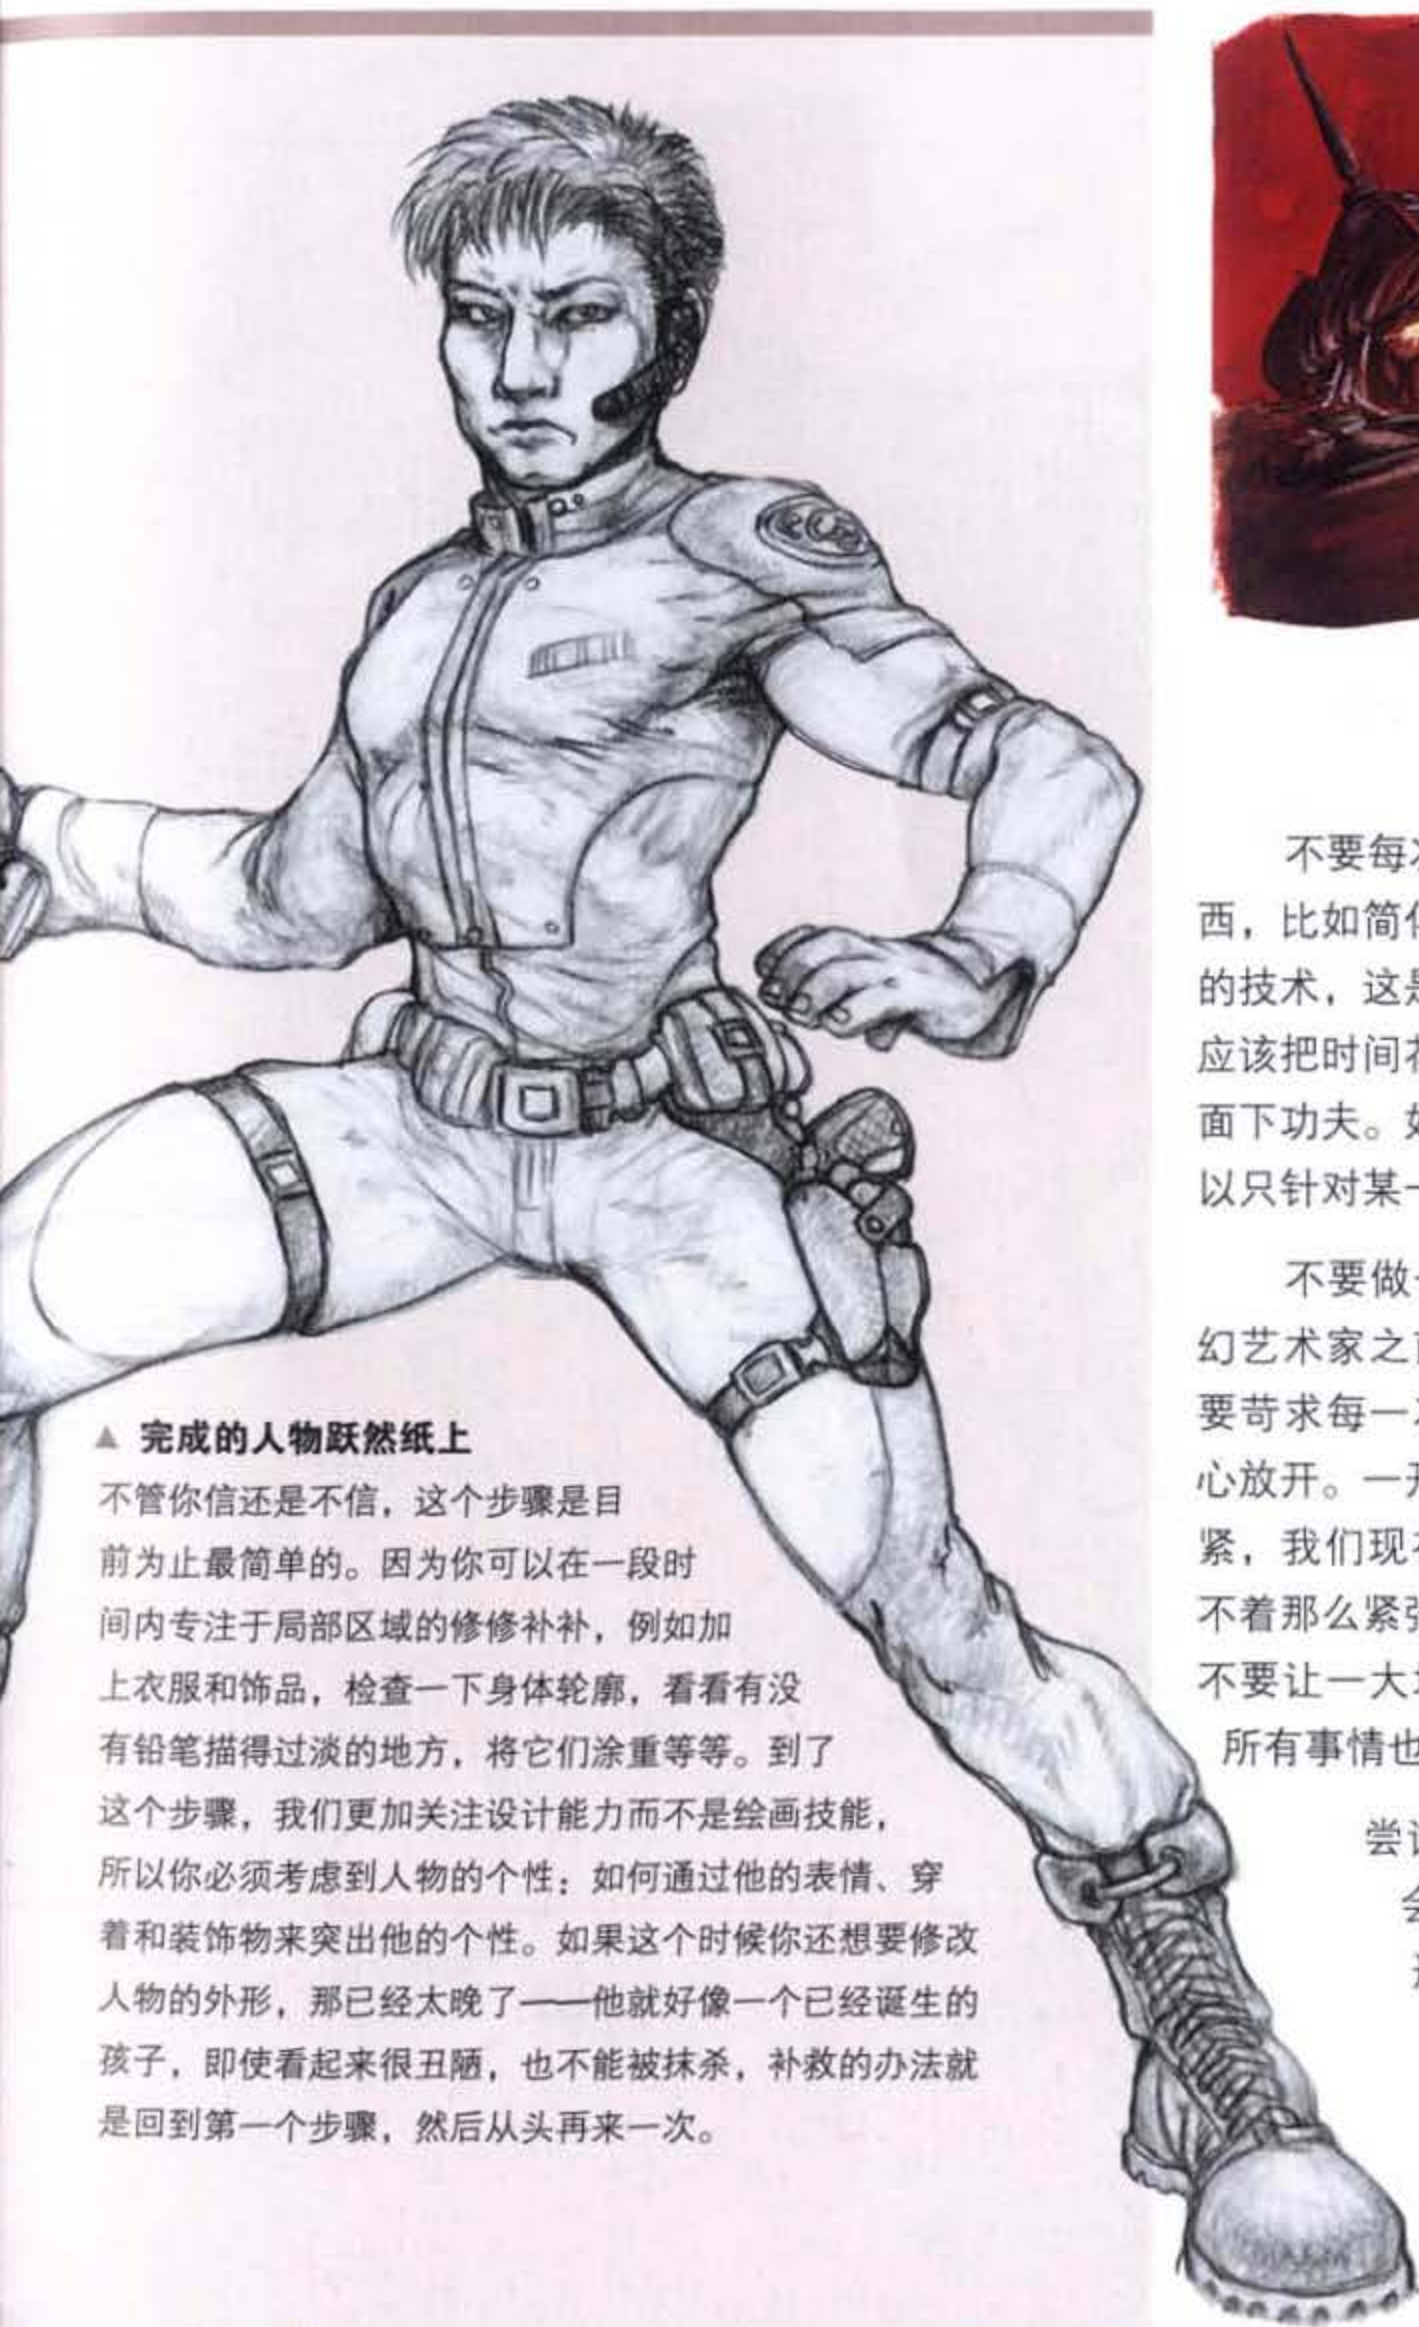 ▲ 完成的人物跃然纸上
不管你信还是不信，这个步骤是目
前为止最简单的。因为你可以在一段时
间内专注于局部区域的修修补补，例如加
上衣服和饰品，检查一下身体轮廓，看看有没
有铅笔描得过淡的地方，将它们涂重等等。到了
这个步骤，我们更加关注设计能力而不是绘画技能，
所以你必须考虑到人物的个性：如何通过他的表情、穿
着和装饰物来突出他的个性。如果这个时候你还想要修改
人物的外形，那已经太晚了——他就好像一个已经诞生的
孩子，即使看起来很丑陋，也不能被抹杀，补救的办法就
是回到第一个步骤，然后从头再来一次。
不要每
西，比如简
的技术，这是
应该把时间
面下功夫。
以只针对某一
不要做
幻艺术家之
要苛求每一
心放开。一开
紧，我们现
不着那么紧张
不要让一大
所有事情也
尝
会